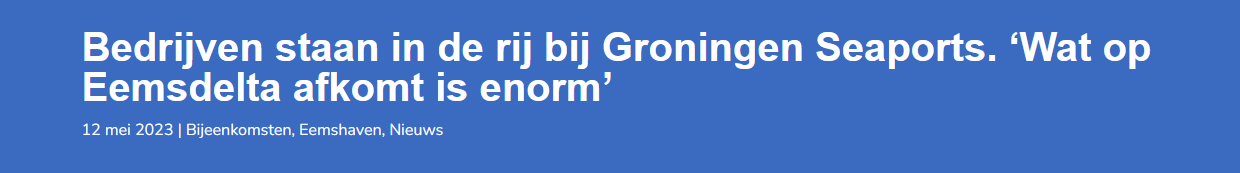 Bedrijven staan in de rij bij Groningen Seaports. ‘Wat op
Eemsdelta afkomt is enorm’
12 mei 2023 | Bijeenkomsten, Eemshaven, Nieuws